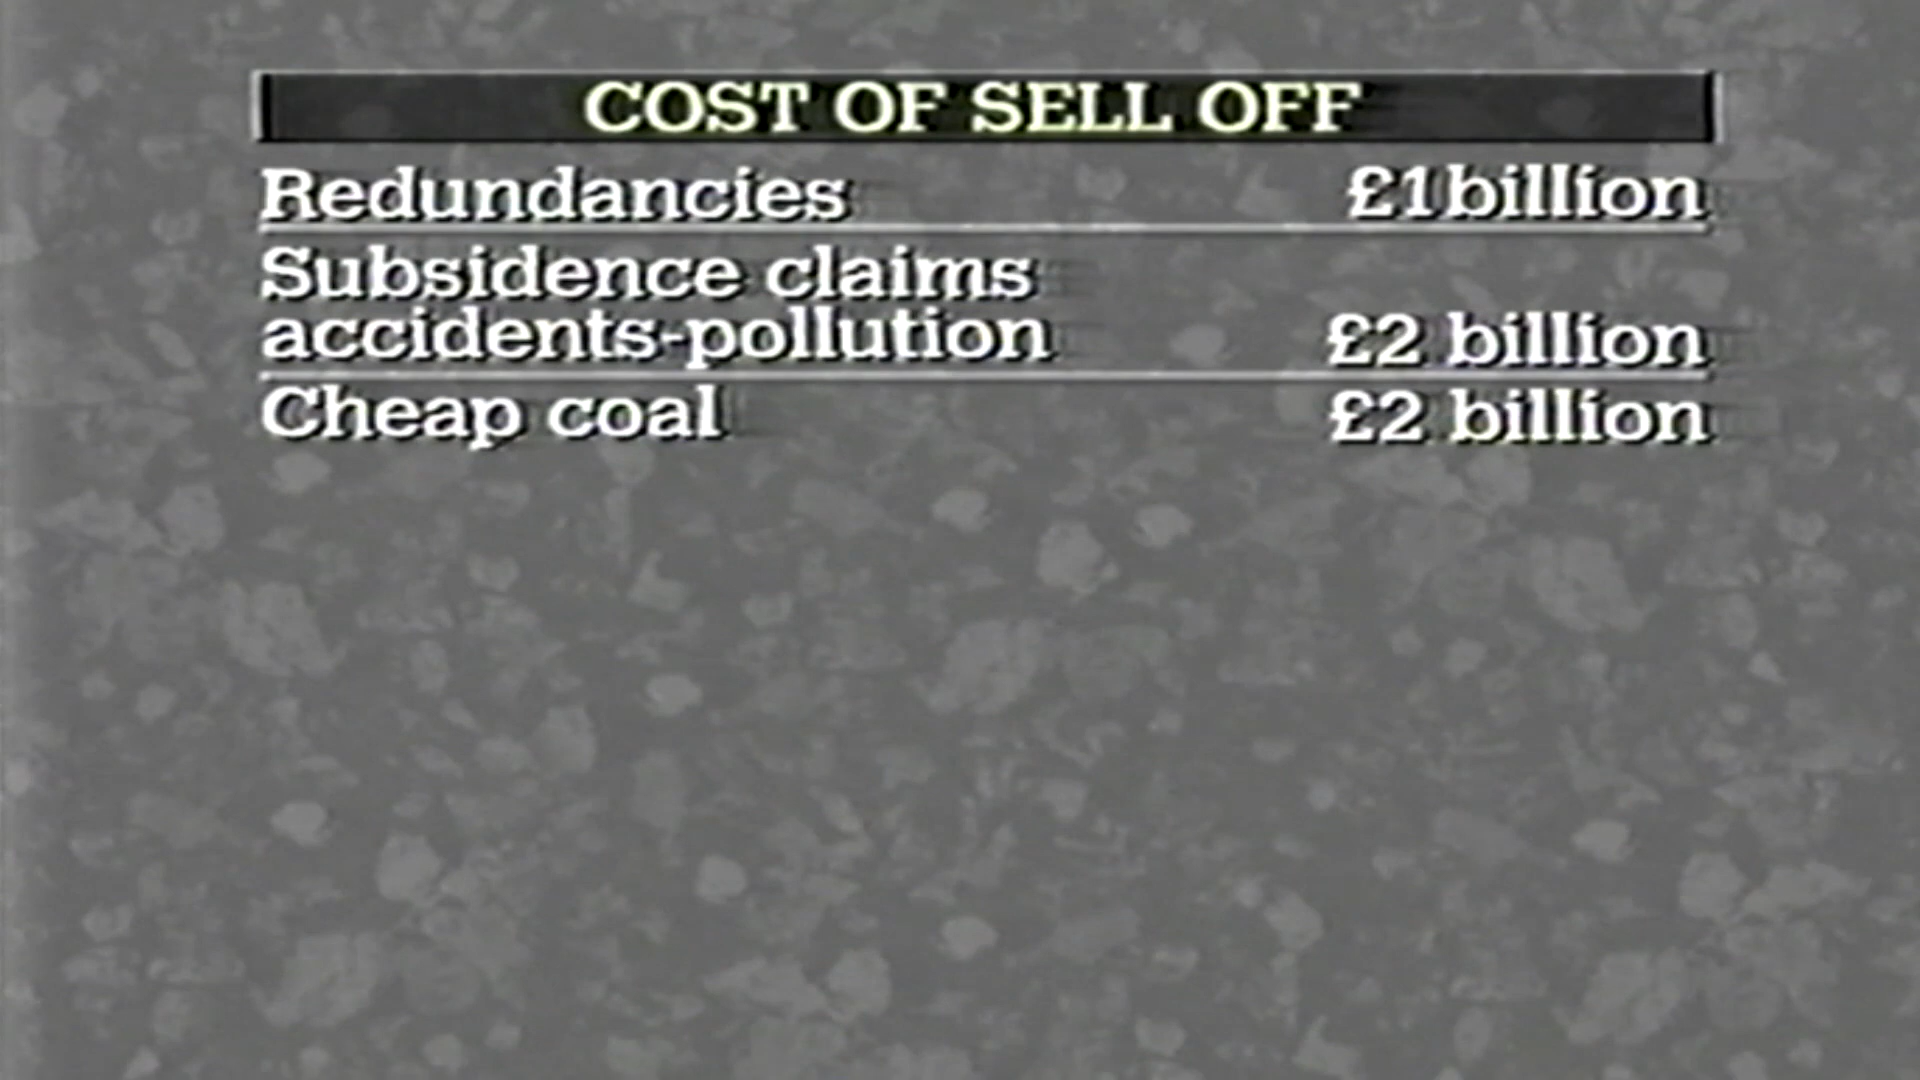 COST OF SELL OFF
Redundancies £1billion
Subsidence claims
accidents-pollution £2 billion
Cheap coal £2 billion